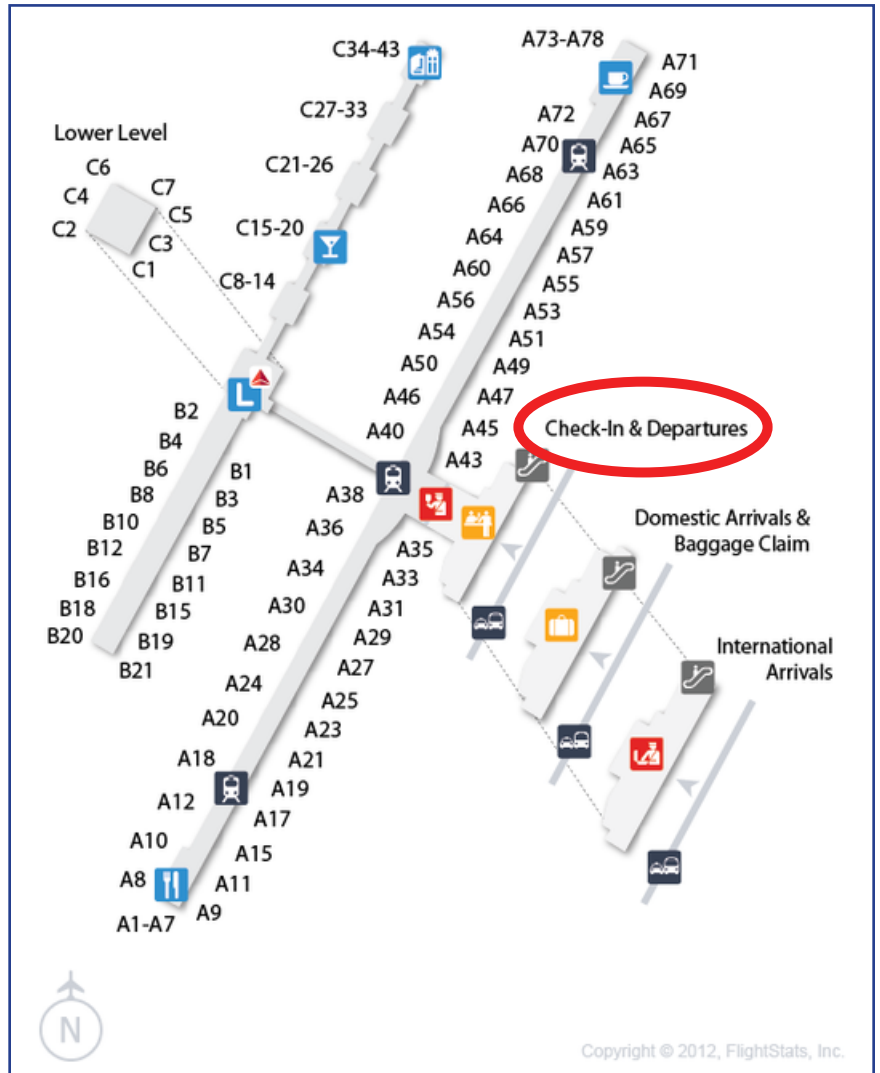 C34-43
C27-33
C21-26
C15-20
C8-14
Lower Level
C6
C7
C4
C5
C2
C3
C1
A73-A78
A71
A69
A72
A67
A70
A65
A68
A63
A66
A61
A64
A59
A60
A57
A56
A55
A54
A53
A50
A51
A46
A49
A40
A47
A45
A43
Check-In & Departures
L
B2
B4
B6
B8
B10
B12
B16
B18
B20
B1
B3
B5
B7
B11
B15
B19
B21
A38
A36
A34
A30
A28
A24
A20
A18
A12
A10
A8
A1-A7
A35
A33
A31
A29
A27
A25
A23
A21
A19
A17
A15
A11
A9
Domestic Arrivals &
Baggage Claim
International
Arrivals
N
Copyright © 2012, FlightStats, Inc.